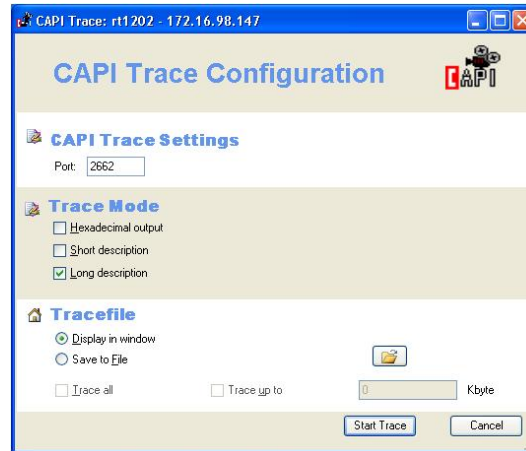 CAPI Trace: rt1202 - 172.16.98.147
CAPI Trace Configuration
CAPI
CAPI Trace Settings
Port: 2662
Trace Mode
Hexadecimal output
Short description
Long description
Tracefile
Display in window
Save to File
Trace all Trace up to 0 Kbyte
Start Trace Cancel